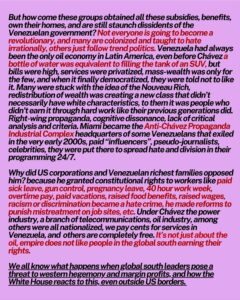 But how come these groups obtained all these subsidies, benefits,
own their homes, and are still staunch dissidents of the
Venezuelan government? Not everyone is going to become a
revolutionary, and many are colonized and taught to hate
irrationally, others just follow trend politics. Venezuela had always
been the only oil economy in Latin America, even before Chávez a
bottle of water was equivalent to filling the tank of an SUV, but
bills were high, services were privatized, mass-wealth was only for
the few, and when it finally democratized, they were told not to like
it. Many were stuck with the idea of the Nouveau Rich,
redistribution of wealth was creating a new class that didn't
necessarily have white characteristics, to them it was people who
didn't earn it through hard work like their previous generations did.
Right-wing propaganda, cognitive dissonance, lack of critical
analysis and criteria. Miami became the Anti-Chávez Propaganda
Industrial Complex headquarters of some Venezuelans that exiled
in the very early 2000s, paid "influencers", pseudo-journalists,
celebrities, they were put there to spread hate and division in their
programming 24/7.
Why did US corporations and Venezuelan richest families opposed
him? because he granted constitutional rights to workers like paid
sick leave, gun control, pregnancy leave, 40 hour work week,
overtime pay, paid vacations, raised food benefits, raised wages,
racism or discrimination became a hate crime, he made reforms to
punish mistreatment on job sites, etc. Under Chávez the power
industry, a branch of telecommunications, oil industry, among
others were all nationalized, we pay cents for services in
Venezuela, and others are completely free. It's not just about the
oil, empire does not like people in the global south earning their
rights.
We all know what happens when global south leaders pose a
threat to western hegemony and margin profits, and how the
White House reacts to this, even outside US borders.